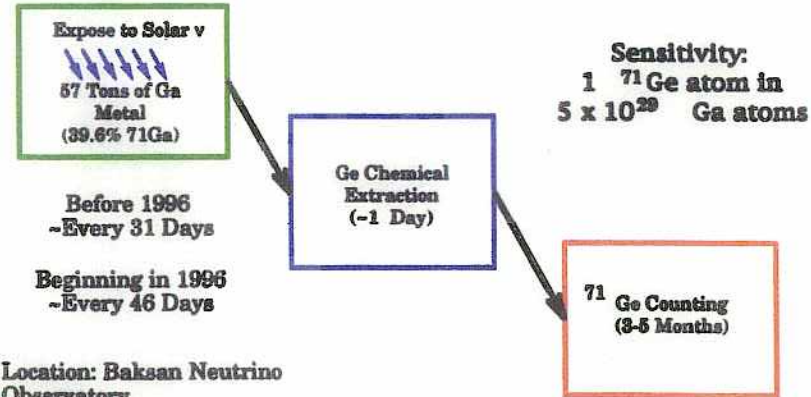 Expose to Solar ν
57 Tons of Ga
Metal
(39.6% 71Ga)
Sensitivity:
1 71Ge atom in
5 x 10²⁹ Ga atoms
Ge Chemical
Extraction
(~1 Day)
Before 1996
~Every 31 Days
Beginning in 1996
~Every 46 Days
71 Ge Counting
(3-5 Months)
Location: Baksan Neutrino
Observatory